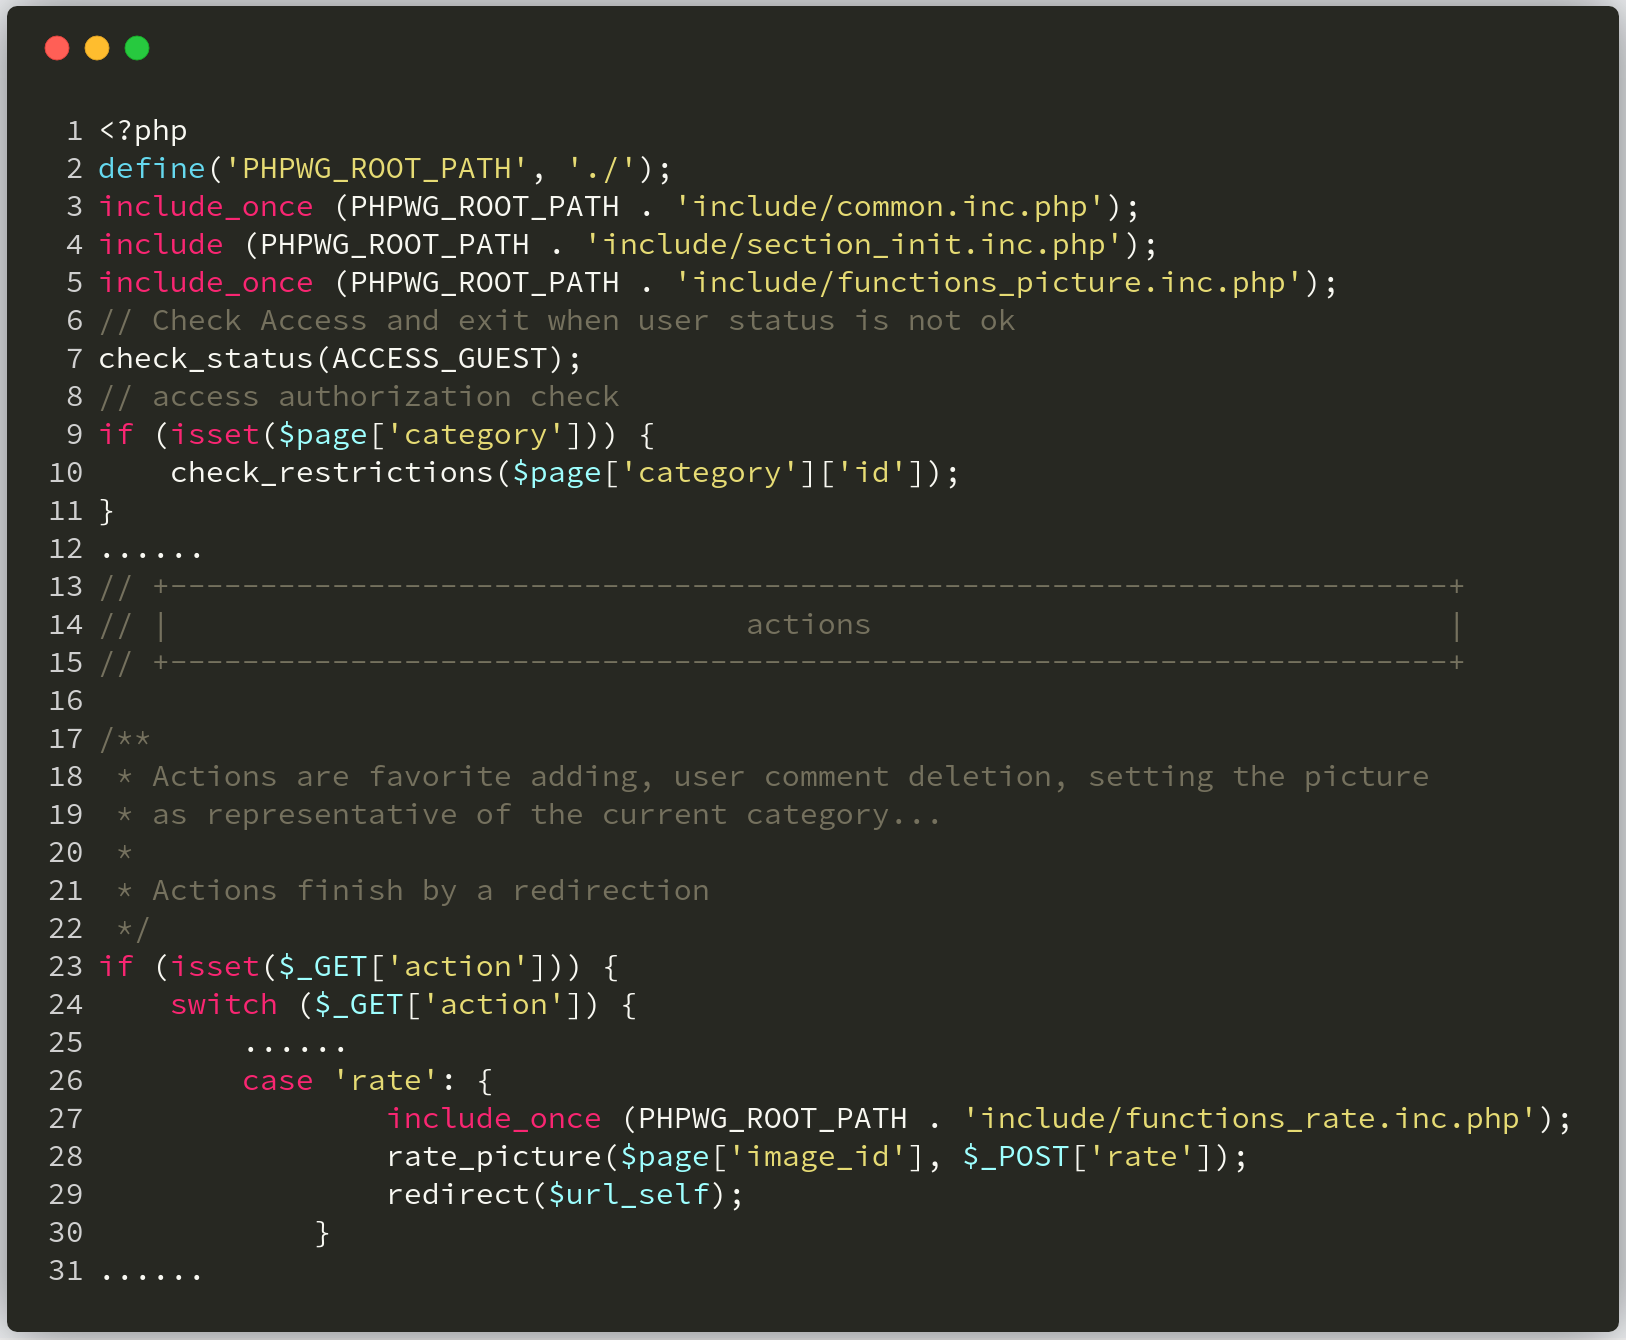 1 <?php
2 define('PHPWG_ROOT_PATH', './');
3 include_once (PHPWG_ROOT_PATH . 'include/common.inc.php');
4 include (PHPWG_ROOT_PATH . 'include/section_init.inc.php');
5 include_once (PHPWG_ROOT_PATH . 'include/functions_picture.inc.php');
6 // Check Access and exit when user status is not ok
7 check_status(ACCESS_GUEST);
8 // access authorization check
9 if (isset($page['category'])) {
10     check_restrictions($page['category']['id']);
11 }
12 ......
13 // +-----------------------------------------------------------------------+
14 // |                                actions                                |
15 // +-----------------------------------------------------------------------+
16
17 /**
18  * Actions are favorite adding, user comment deletion, setting the picture
19  * as representative of the current category...
20  *
21  * Actions finish by a redirection
22  */
23 if (isset($_GET['action'])) {
24     switch ($_GET['action']) {
25         ......
26         case 'rate': {
27                 include_once (PHPWG_ROOT_PATH . 'include/functions_rate.inc.php');
28                 rate_picture($page['image_id'], $_POST['rate']);
29                 redirect($url_self);
30             }
31 ......